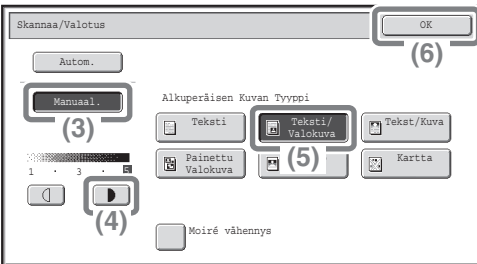 Skannaa/Valotus
OK
(6)
Autom.
Manuaal.
(3)
Alkuperäisen Kuvan Tyyppi
Teksti
Teksti/
Valokuva
Tekst/Kuva
(5)
Painettu
Valokuva
Kartta
1 · 3 · 5
(4)
Moiré vähennys